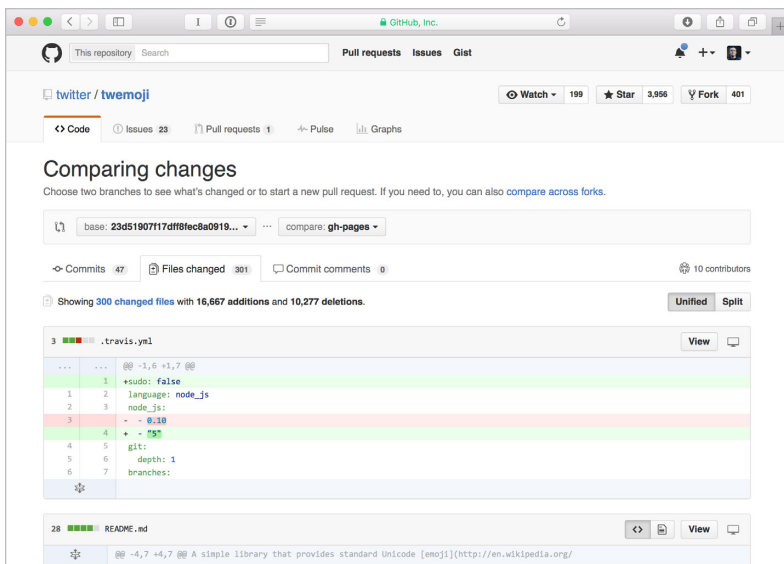 GitHub, Inc.
This repository Search Pull requests Issues Gist
twitter / twemoji Watch 199 Star 3,956 Fork 401
<> Code Issues 23 Pull requests 1 Pulse Graphs
Comparing changes
Choose two branches to see what's changed or to start a new pull request. If you need to, you can also compare across forks.
base: 23d51907f17dff8fec8a0919... ... compare: gh-pages
Commits 47 Files changed 301 Commit comments 0 10 contributors
Showing 300 changed files with 16,667 additions and 10,277 deletions. Unified Split
3 .travis.yml View
... ... @@ -1,6 +1,7 @@
1 +sudo: false
1 2 language: node_js
2 3 node_js:
3 - - 0.10
4 + - "5"
4 5 git:
5 6 depth: 1
6 7 branches:
28 README.md <> View
@@ -4,7 +4,7 @@ A simple library that provides standard Unicode [emoji](http://en.wikipedia.org/